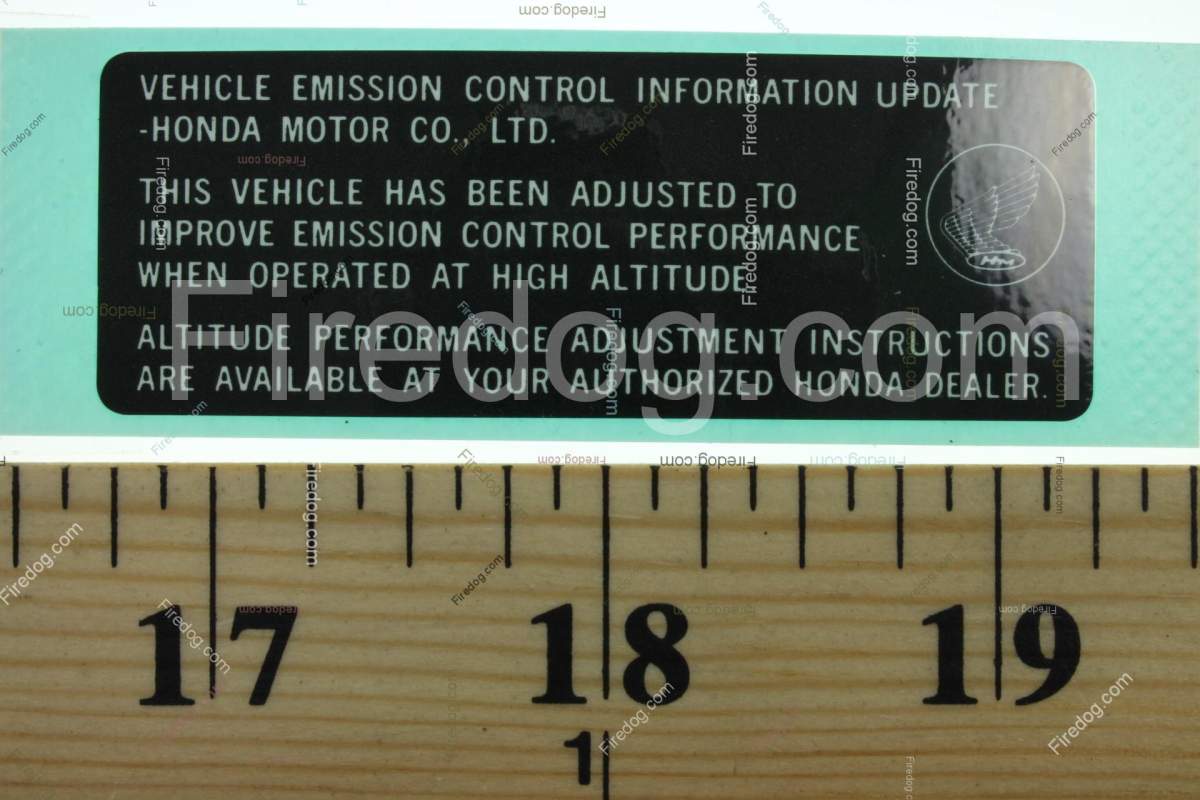 VEHICLE EMISSION CONTROL INFORMATION UPDATE
-HONDA MOTOR CO., LTD.
THIS VEHICLE HAS BEEN ADJUSTED TO
IMPROVE EMISSION CONTROL PERFORMANCE
WHEN OPERATED AT HIGH ALTITUDE.
ALTITUDE PERFORMANCE ADJUSTMENT INSTRUCTIONS
ARE AVAILABLE AT YOUR AUTHORIZED HONDA DEALER.
HM
Firedog.com
17 18 19
1